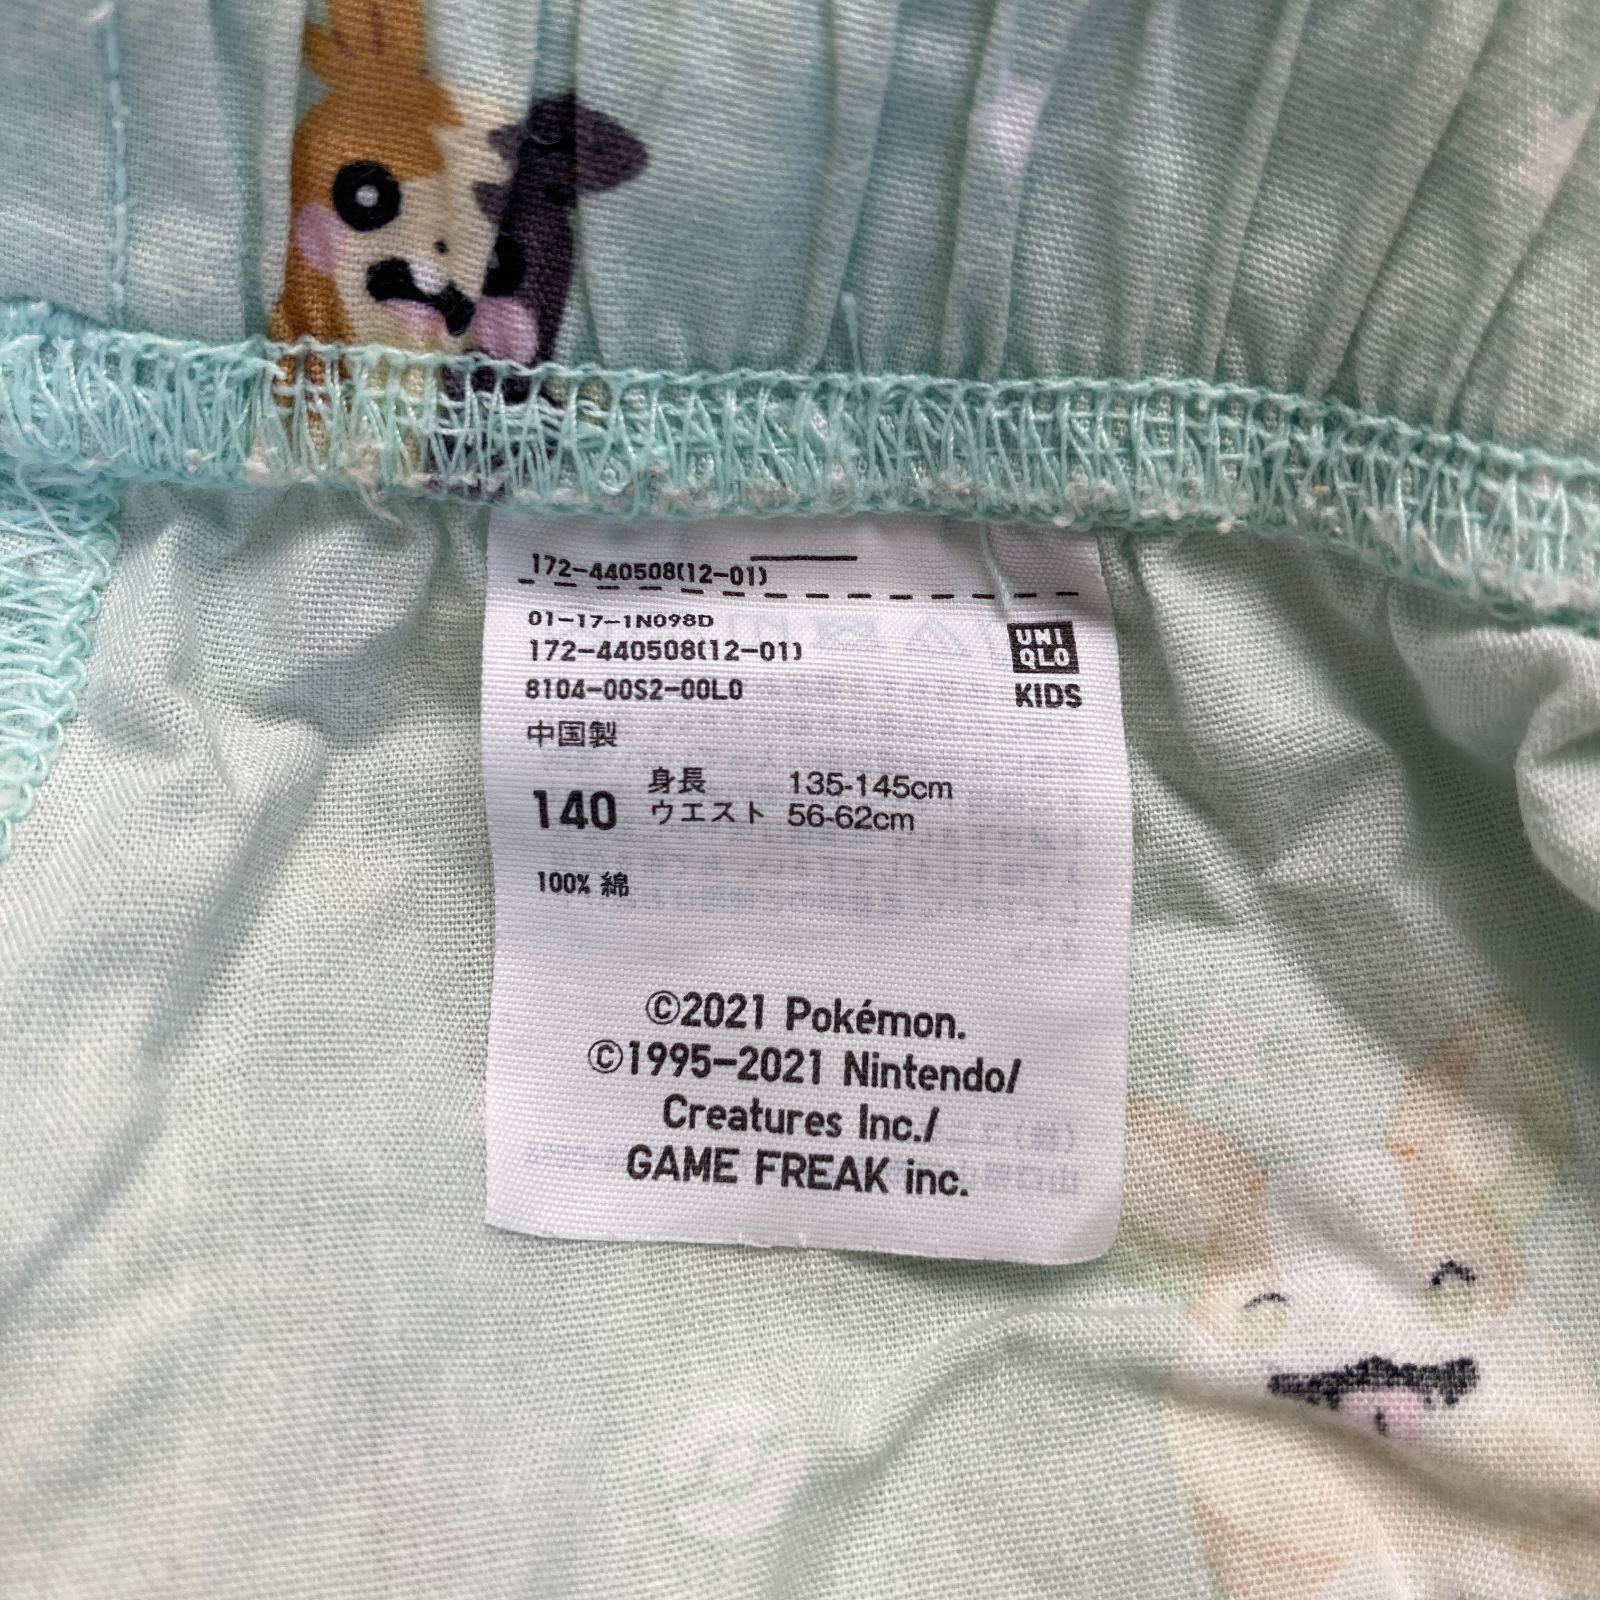 172-440508(12-01)
01-17-1N098D
172-440508(12-01)
8104-00S2-00L0
UNI
QLO
KIDS
中国製
140
身長 135-145cm
ウエスト 56-62cm
100% 綿
©2021 Pokémon.
©1995-2021 Nintendo/
Creatures Inc./
GAME FREAK inc.